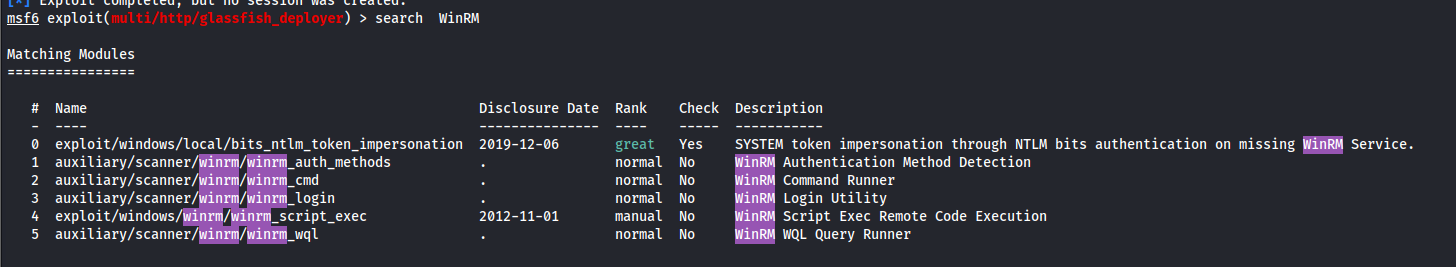 [*] Exploit completed, but no session was created.
msf6 exploit(multi/http/glassfish_deployer) > search  WinRM
Matching Modules
================
#  Name                                                Disclosure Date  Rank    Check  Description
-  ----                                                ---------------  ----    -----  -----------
0  exploit/windows/local/bits_ntlm_token_impersonation  2019-12-06       great   Yes    SYSTEM token impersonation through NTLM bits authentication on missing WinRM Service.
1  auxiliary/scanner/winrm/winrm_auth_methods           .                normal  No     WinRM Authentication Method Detection
2  auxiliary/scanner/winrm/winrm_cmd                    .                normal  No     WinRM Command Runner
3  auxiliary/scanner/winrm/winrm_login                  .                normal  No     WinRM Login Utility
4  exploit/windows/winrm/winrm_script_exec              2012-11-01       manual  No     WinRM Script Exec Remote Code Execution
5  auxiliary/scanner/winrm/winrm_wql                    .                normal  No     WinRM WQL Query Runner